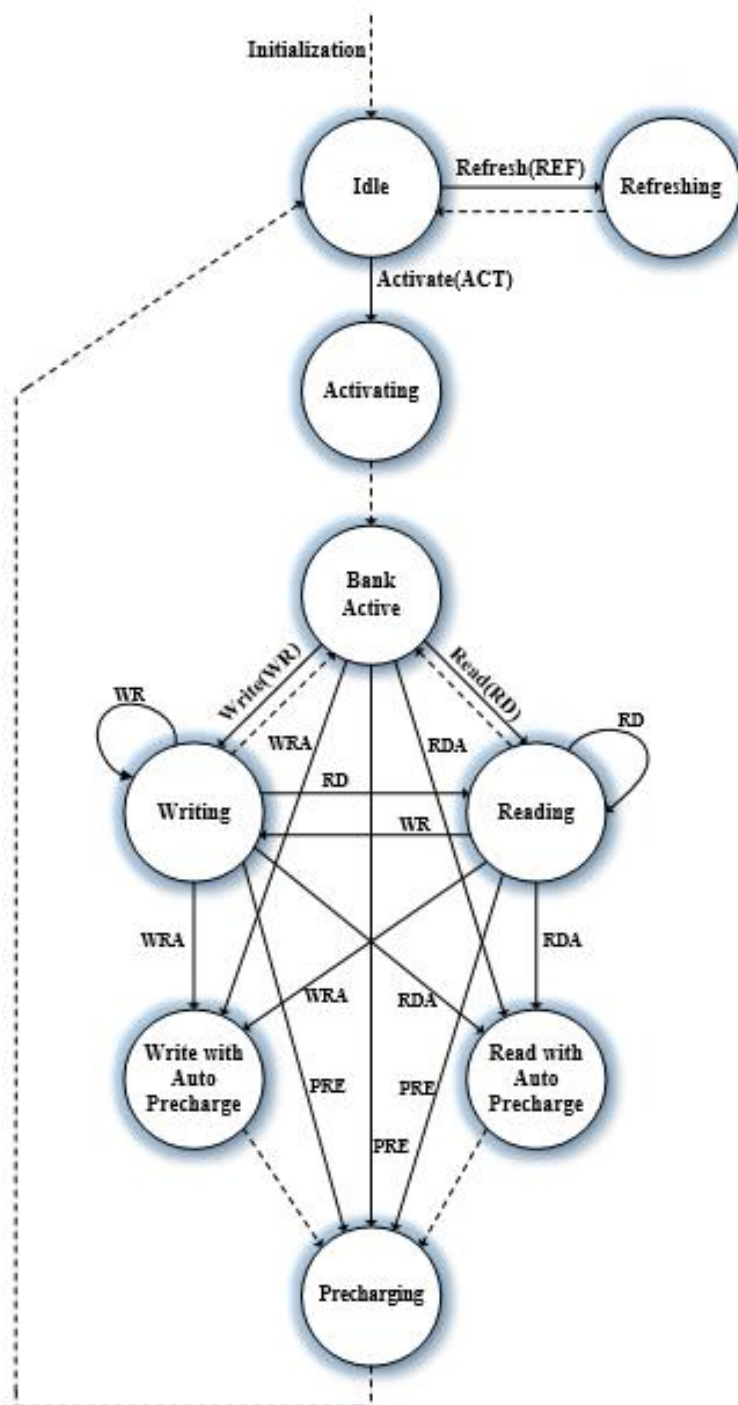 Initialization
Idle
Refresh(REF)
Refreshing
Activate(ACT)
Activating
Bank
Active
Write(WR)
Read(RD)
WR
WRA
RDA
RD
RD
Writing
Reading
WR
WRA
RDA
WRA
RDA
Write with
Auto
Precharge
Read with
Auto
Precharge
PRE
PRE
PRE
Precharging